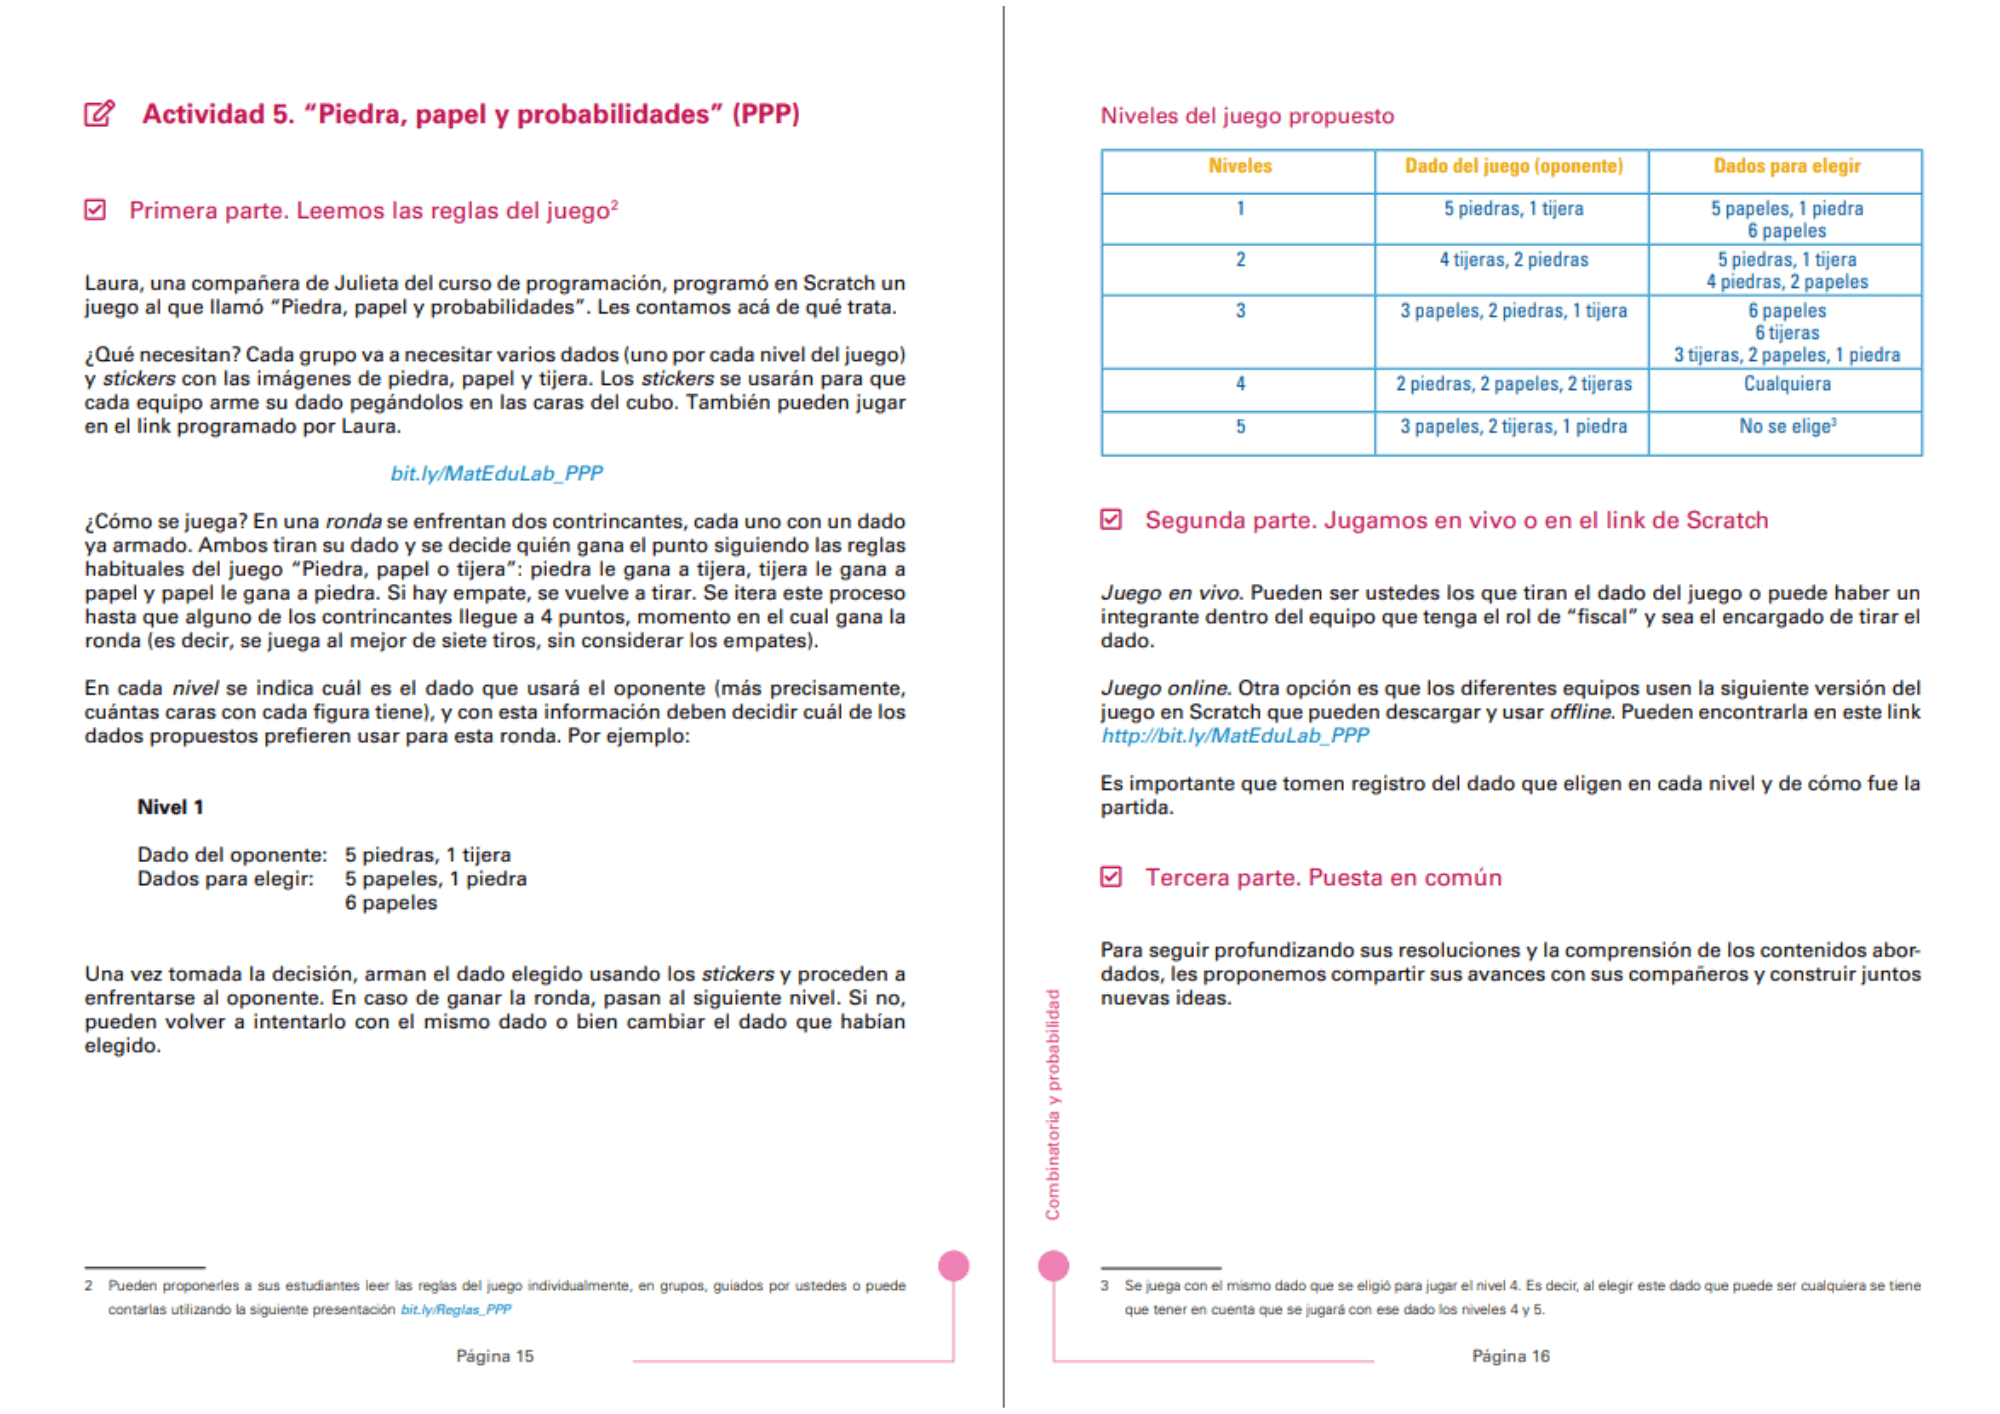 Actividad 5. “Piedra, papel y probabilidades” (PPP)
Primera parte. Leemos las reglas del juego²
Laura, una compañera de Julieta del curso de programación, programó en Scratch un
juego al que llamó “Piedra, papel y probabilidades”. Les contamos acá de qué trata.
¿Qué necesitan? Cada grupo va a necesitar varios dados (uno por cada nivel del juego)
y stickers con las imágenes de piedra, papel y tijera. Los stickers se usarán para que
cada equipo arme su dado pegándolos en las caras del cubo. También pueden jugar
en el link programado por Laura.
bit.ly/MatEduLab_PPP
¿Cómo se juega? En una ronda se enfrentan dos contrincantes, cada uno con un dado
ya armado. Ambos tiran su dado y se decide quién gana el punto siguiendo las reglas
habituales del juego “Piedra, papel o tijera”: piedra le gana a tijera, tijera le gana a
papel y papel le gana a piedra. Si hay empate, se vuelve a tirar. Se itera este proceso
hasta que alguno de los contrincantes llegue a 4 puntos, momento en el cual gana la
ronda (es decir, se juega al mejor de siete tiros, sin considerar los empates).
En cada nivel se indica cuál es el dado que usará el oponente (más precisamente,
cuántas caras con cada figura tiene), y con esta información deben decidir cuál de los
dados propuestos prefieren usar para esta ronda. Por ejemplo:
Nivel 1
Dado del oponente: 5 piedras, 1 tijera
Dados para elegir: 5 papeles, 1 piedra
6 papeles
Una vez tomada la decisión, arman el dado elegido usando los stickers y proceden a
enfrentarse al oponente. En caso de ganar la ronda, pasan al siguiente nivel. Si no,
pueden volver a intentarlo con el mismo dado o bien cambiar el dado que habían
elegido.
2 Pueden proponerles a sus estudiantes leer las reglas del juego individualmente, en grupos, guiados por ustedes o puede
contarlas utilizando la siguiente presentación bit.ly/Reglas_PPP
Página 15
Niveles del juego propuesto
Niveles Dado del juego (oponente) Dados para elegir
1 5 piedras, 1 tijera 5 papeles, 1 piedra
6 papeles
2 4 tijeras, 2 piedras 5 piedras, 1 tijera
4 piedras, 2 papeles
3 3 papeles, 2 piedras, 1 tijera 6 papeles
6 tijeras
3 tijeras, 2 papeles, 1 piedra
4 2 piedras, 2 papeles, 2 tijeras Cualquiera
5 3 papeles, 2 tijeras, 1 piedra No se elige³
Segunda parte. Jugamos en vivo o en el link de Scratch
Juego en vivo. Pueden ser ustedes los que tiran el dado del juego o puede haber un
integrante dentro del equipo que tenga el rol de “fiscal” y sea el encargado de tirar el
dado.
Juego online. Otra opción es que los diferentes equipos usen la siguiente versión del
juego en Scratch que pueden descargar y usar offline. Pueden encontrarla en este link
http://bit.ly/MatEduLab_PPP
Es importante que tomen registro del dado que eligen en cada nivel y de cómo fue la
partida.
Tercera parte. Puesta en común
Para seguir profundizando sus resoluciones y la comprensión de los contenidos abor-
dados, les proponemos compartir sus avances con sus compañeros y construir juntos
nuevas ideas.
Combinatoria y probabilidad
3 Se juega con el mismo dado que se eligió para jugar el nivel 4. Es decir, al elegir este dado que puede ser cualquiera se tiene
que tener en cuenta que se jugará con ese dado los niveles 4 y 5.
Página 16